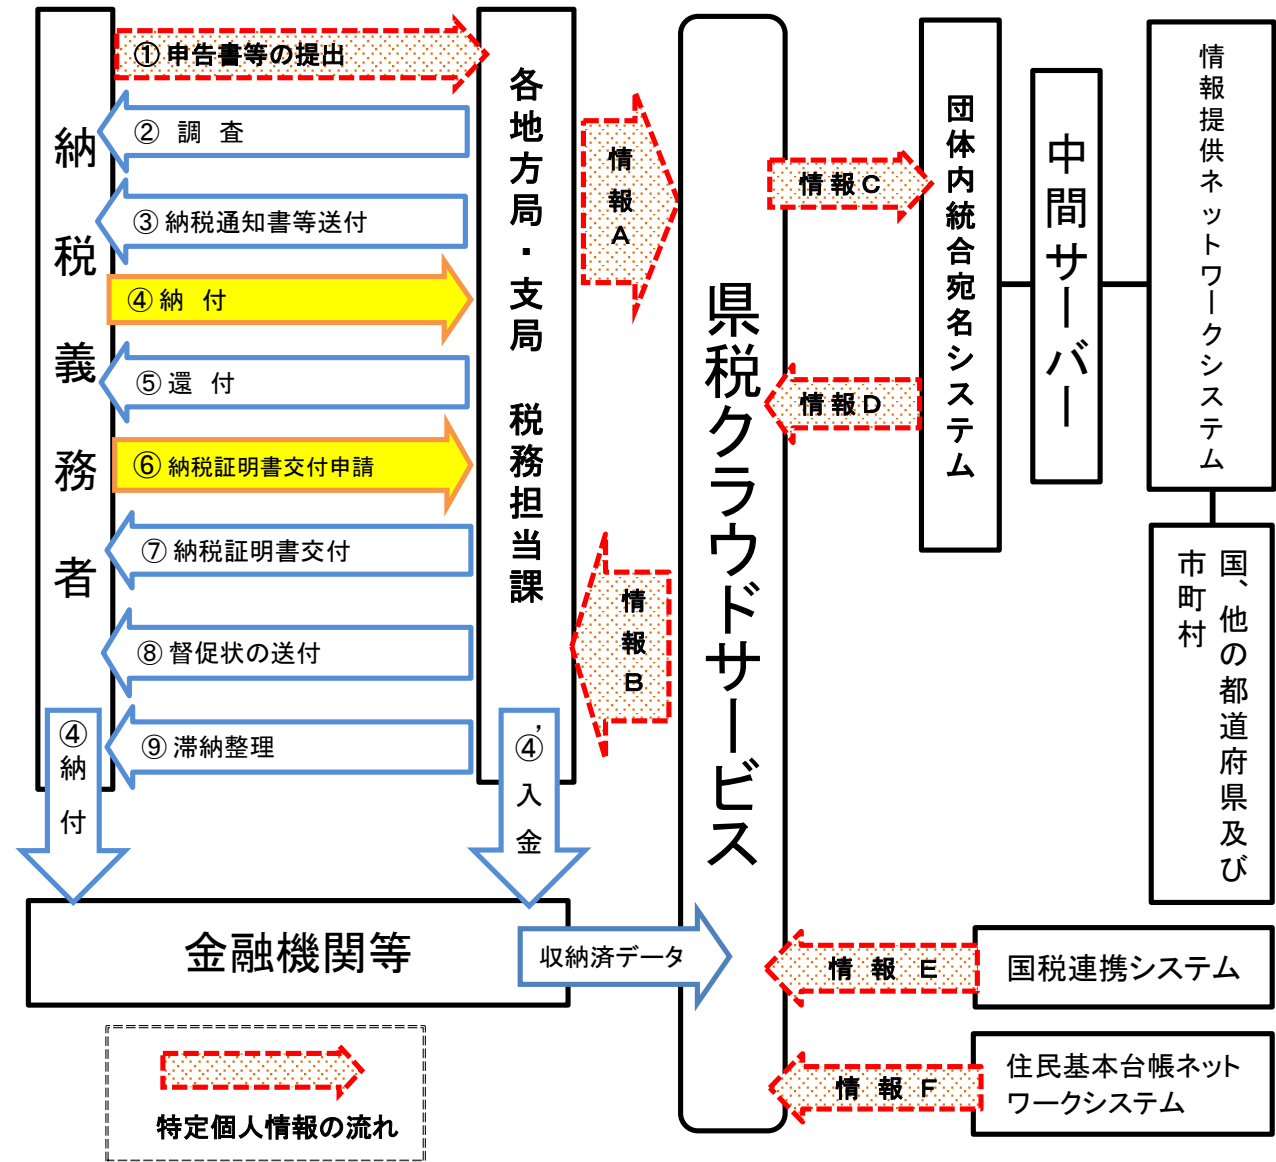 納税義務者
①申告書等の提出
②　調　査
③納税通知書等送付
④納　付
⑤還　付
⑥納税証明書交付申請
⑦納税証明書交付
⑧督促状の送付
⑨滞納整理
④納　付
各地方局・支局　税務担当課
④’入金
金融機関等
収納済データ
情報A
情報B
県税クラウドサービス
情報C
情報D
情報E
情報F
団体内統合宛名システム
中間サーバー
情報提供ネットワークシステム
国、他の都道府県及び
市町村
国税連携システム
住民基本台帳ネット
ワークシステム
特定個人情報の流れ